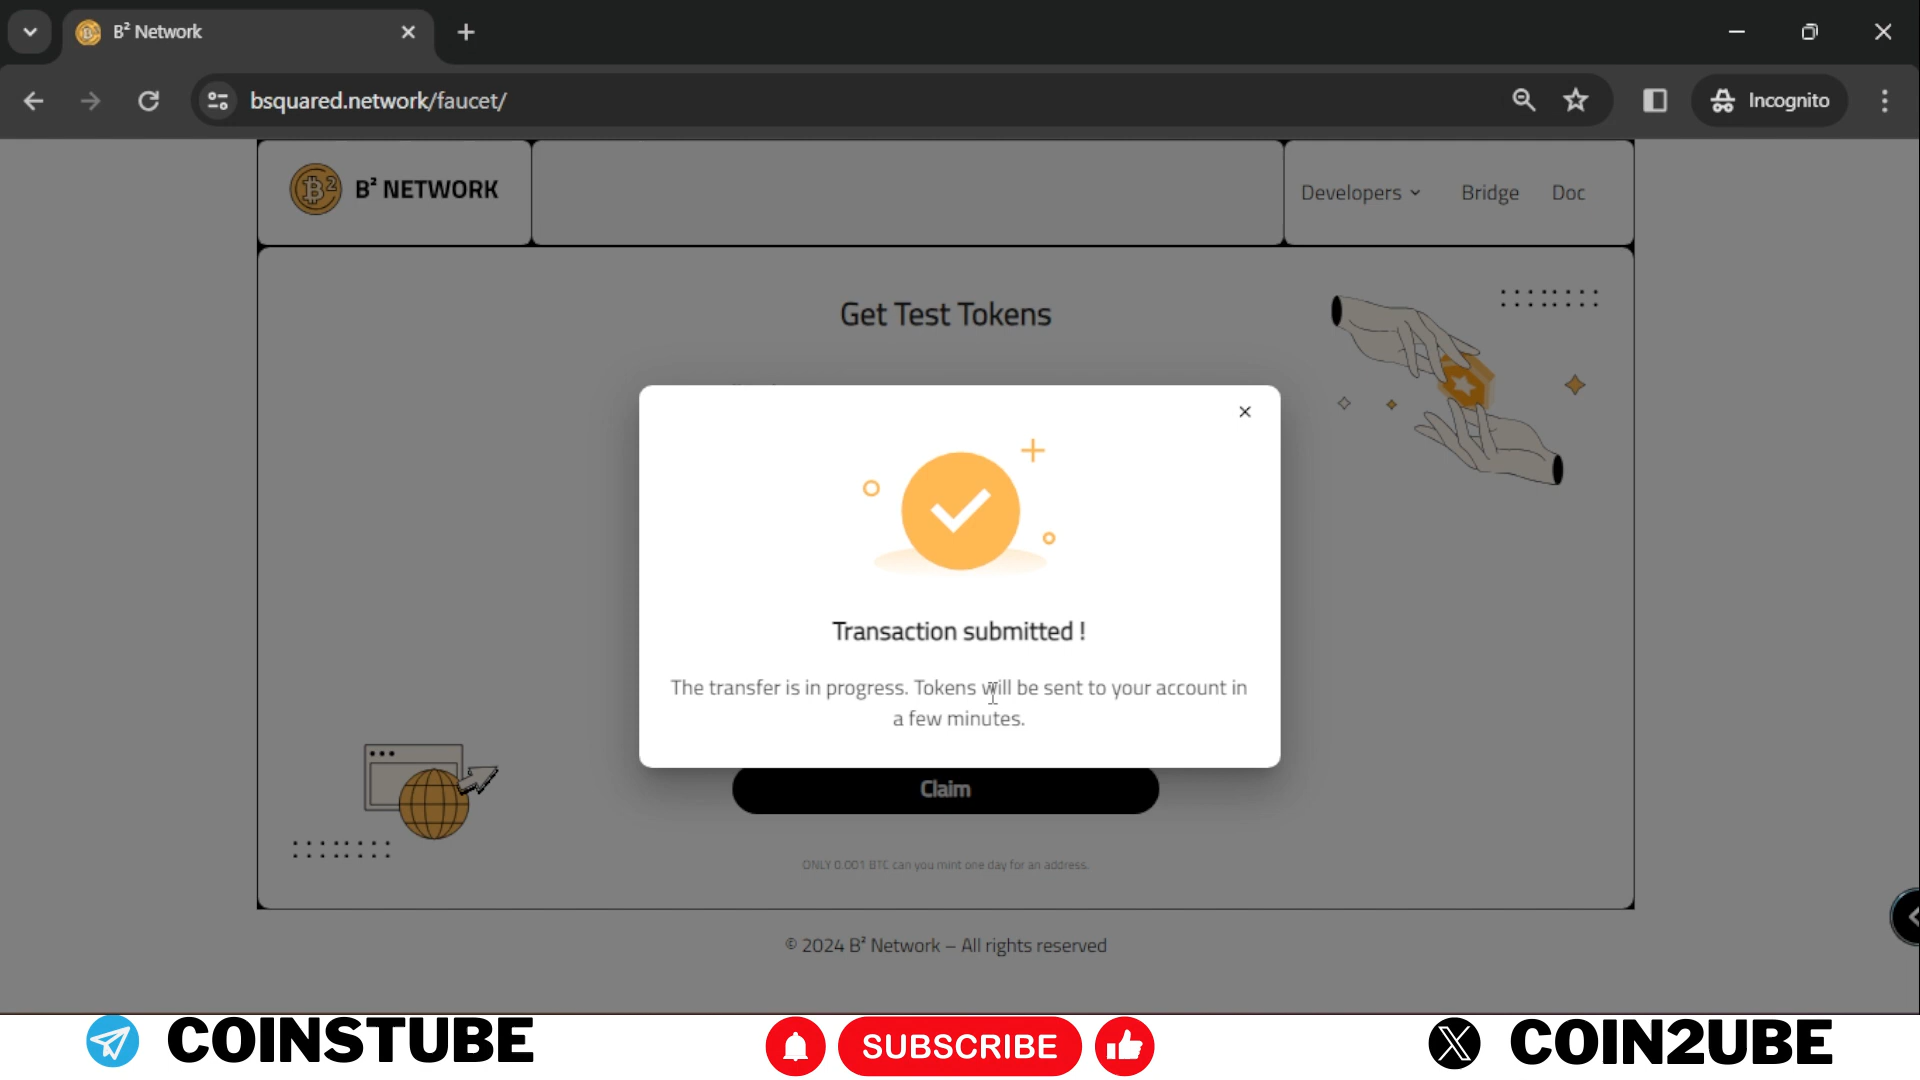 B² Network
bsquared.network/faucet/
Incognito
B² NETWORK
Developers
Bridge
Doc
Get Test Tokens
Transaction submitted !
The transfer is in progress. Tokens will be sent to your account in
a few minutes.
Claim
ONLY 0.001 BTC can you mint one day for an address.
© 2024 B² Network – All rights reserved
COINSTUBE
SUBSCRIBE
COIN2UBE